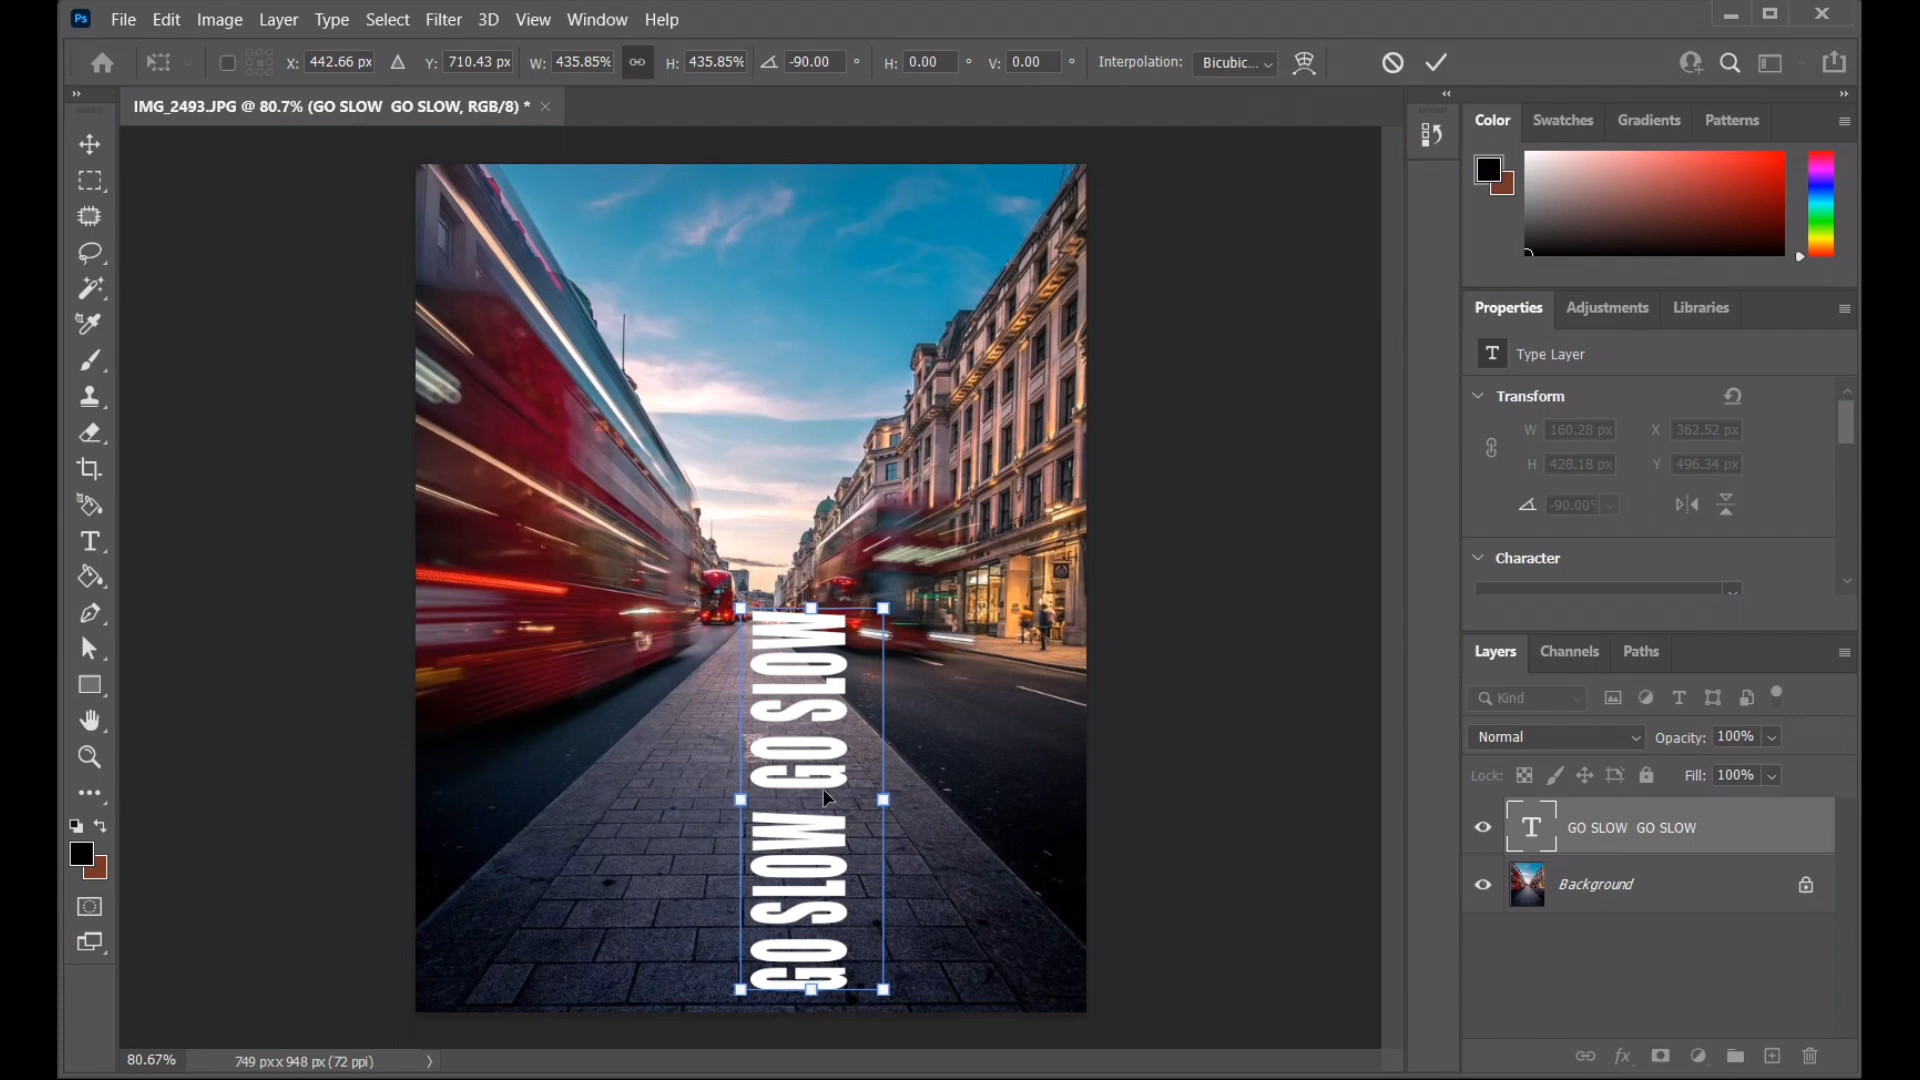 Ps File Edit Image Layer Type Select Filter 3D View Window Help
X: 442.66 px Y: 710.43 px W: 435.85% H: 435.85% -90.00 ° H: 0.00 ° V: 0.00 ° Interpolation: Bicubic...
IMG_2493.JPG @ 80.7% (GO SLOW GO SLOW, RGB/8) *
Color Swatches Gradients Patterns
Properties Adjustments Libraries
T Type Layer
Transform
W 160.28 px X 362.52 px
H 428.18 px Y 496.34 px
-90.00°
Character
GO SLOW GO SLOW
Layers Channels Paths
Kind
Normal Opacity: 100%
Lock: Fill: 100%
T GO SLOW GO SLOW
Background
fx
80.67% 749 px x 948 px (72 ppi)